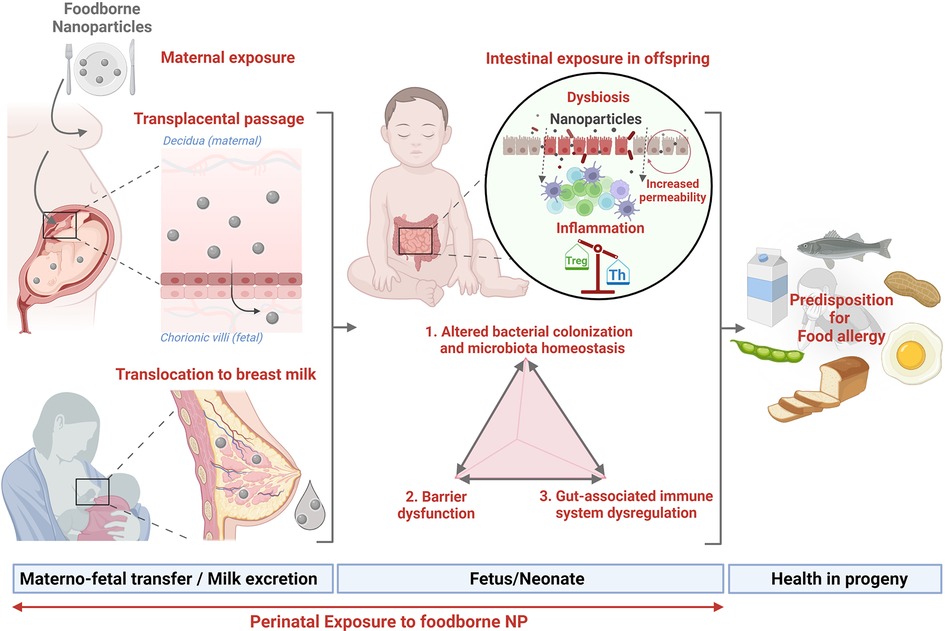 Foodborne
Nanoparticles
Maternal exposure
Transplacental passage
Decidua (maternal)
Chorionic villi (fetal)
Translocation to breast milk
Intestinal exposure in offspring
Dysbiosis
Nanoparticles
Increased
permeability
Inflammation
Treg
Th
1. Altered bacterial colonization
and microbiota homeostasis
2. Barrier
dysfunction
3. Gut-associated immune
system dysregulation
Predisposition
for
Food allergy
Materno-fetal transfer / Milk excretion
Fetus/Neonate
Health in progeny
Perinatal Exposure to foodborne NP